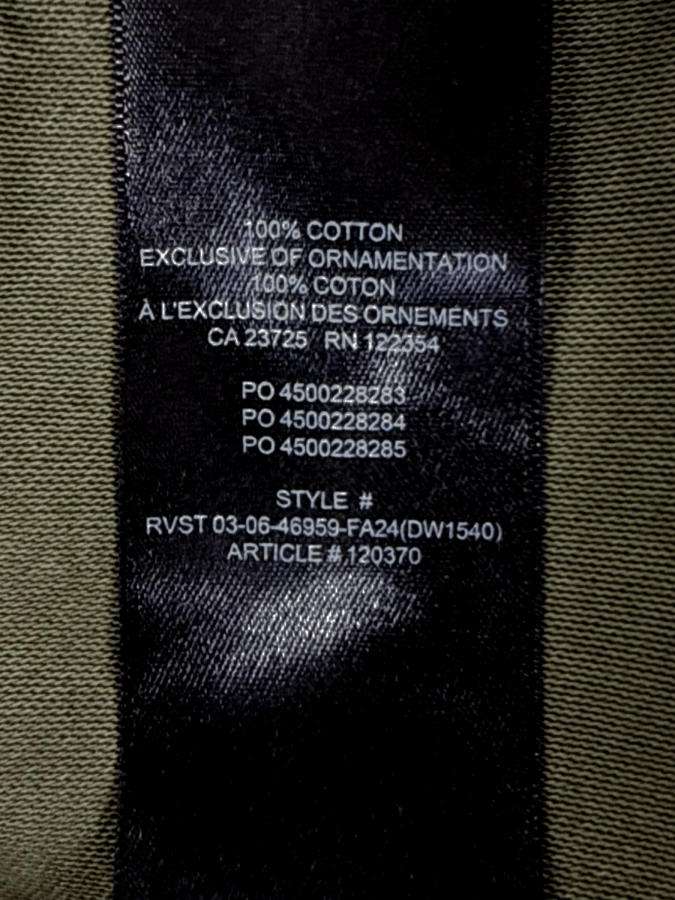 100% COTTON
EXCLUSIVE OF ORNAMENTATION
100% COTON
À L'EXCLUSION DES ORNEMENTS
CA 23725 RN 122354
PO 4500228283
PO 4500228284
PO 4500228285
STYLE #
RVST 03-06-46959-FA24(DW1540)
ARTICLE # 120370